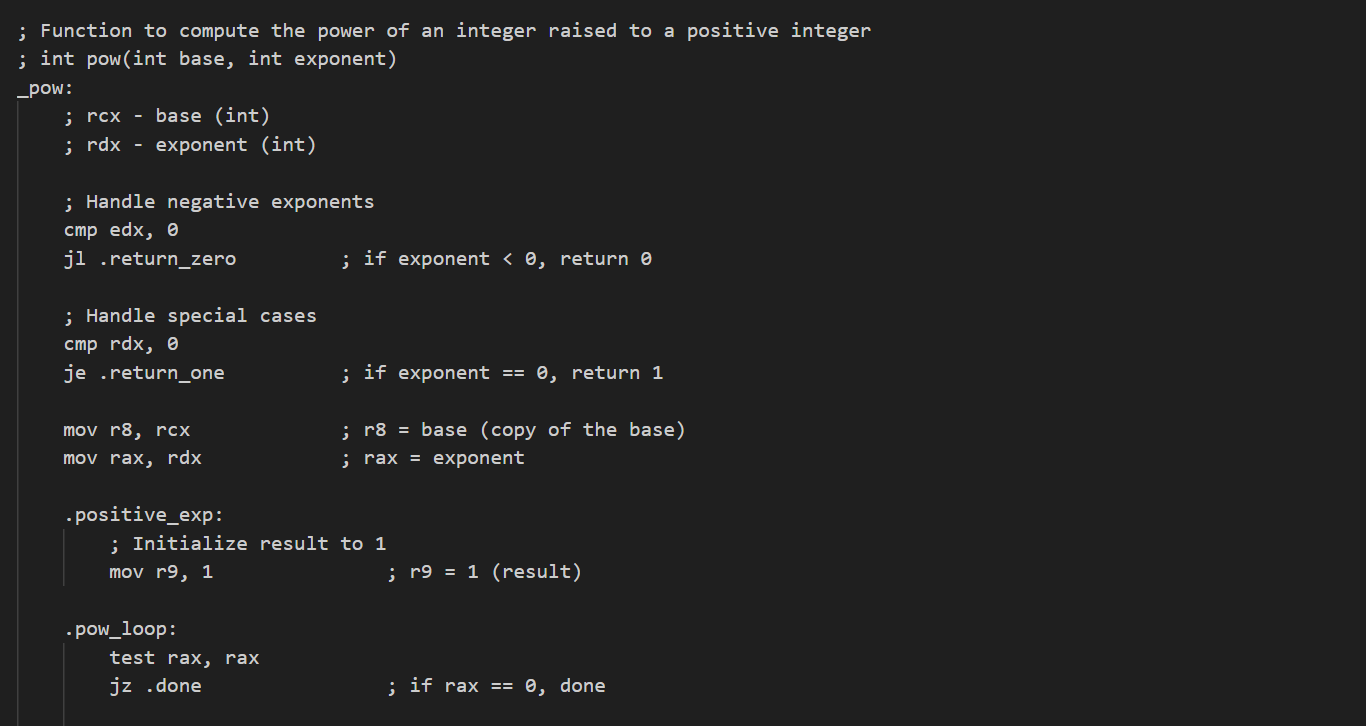 ; Function to compute the power of an integer raised to a positive integer
; int pow(int base, int exponent)
_pow:
    ; rcx - base (int)
    ; rdx - exponent (int)

    ; Handle negative exponents
    cmp edx, 0
    jl .return_zero         ; if exponent < 0, return 0

    ; Handle special cases
    cmp rdx, 0
    je .return_one          ; if exponent == 0, return 1

    mov r8, rcx             ; r8 = base (copy of the base)
    mov rax, rdx            ; rax = exponent

    .positive_exp:
        ; Initialize result to 1
        mov r9, 1               ; r9 = 1 (result)

    .pow_loop:
        test rax, rax
        jz .done                ; if rax == 0, done